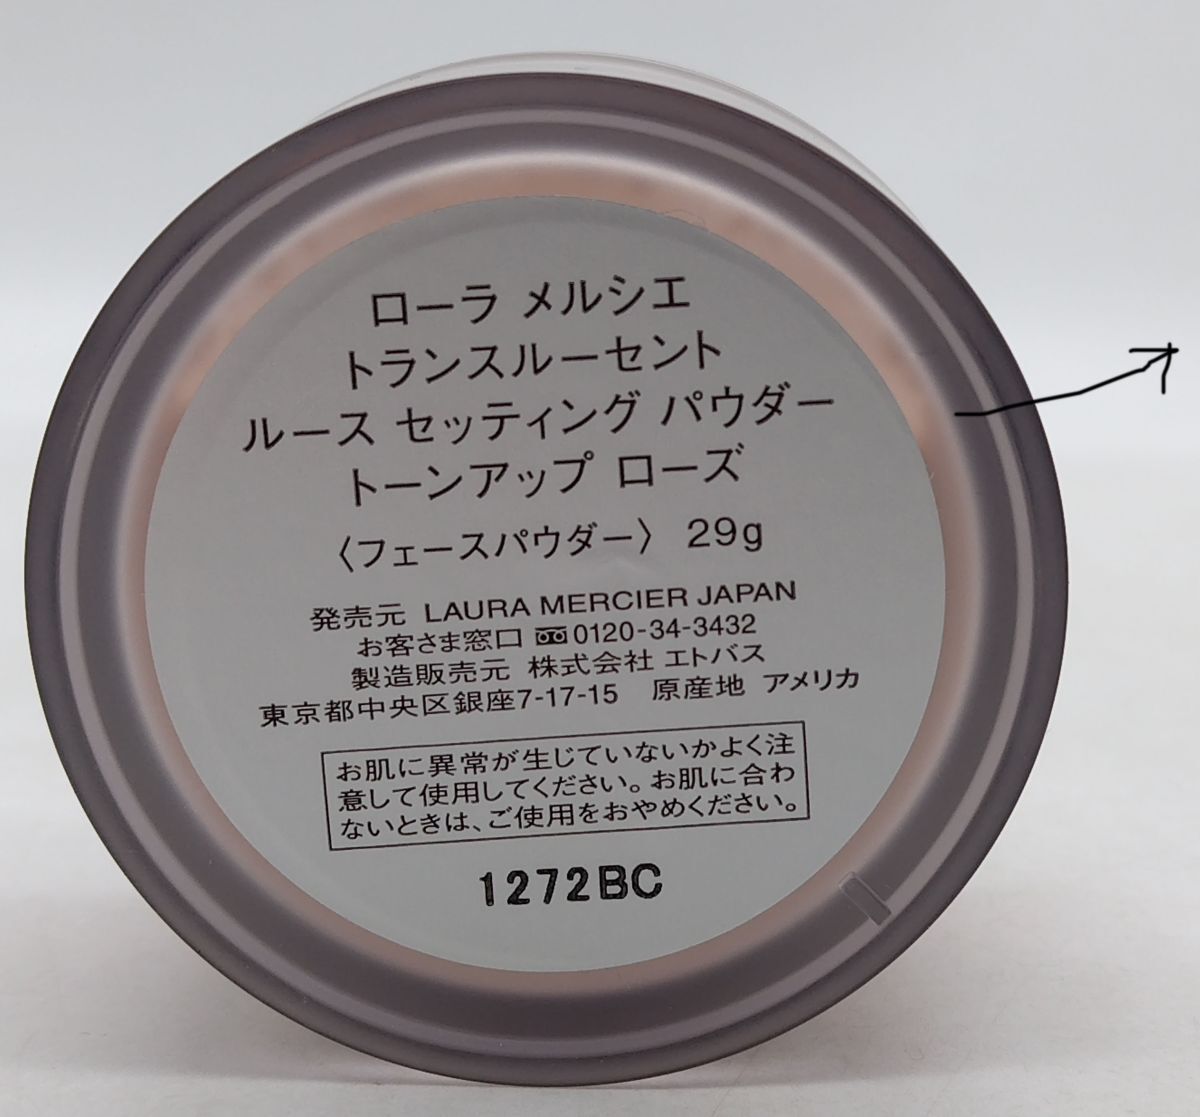 ローラ メルシエ
トランスルーセント
ルース セッティング パウダー
トーンアップ ローズ
〈フェースパウダー〉 29g
発売元 LAURA MERCIER JAPAN
お客さま窓口 0120-34-3432
製造販売元 株式会社 エトバス
東京都中央区銀座7-17-15 原産地 アメリカ
お肌に異常が生じていないかよく注
意して使用してください。お肌に合わ
ないときは、ご使用をおやめください。
1272BC